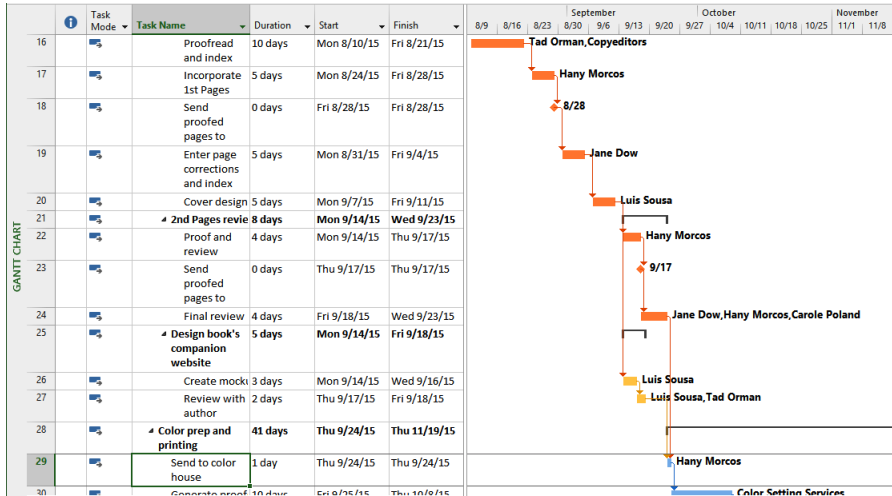 Task
Mode
Task Name
Duration
Start
Finish
September
October
November
8/9 8/16 8/23 8/30 9/6 9/13 9/20 9/27 10/4 10/11 10/18 10/25 11/1 11/8
GANTT CHART
16 Proofread and index 10 days Mon 8/10/15 Fri 8/21/15 Tad Orman,Copyeditors
17 Incorporate 1st Pages 5 days Mon 8/24/15 Fri 8/28/15 Hany Morcos
18 Send proofed pages to 0 days Fri 8/28/15 Fri 8/28/15 8/28
19 Enter page corrections and index 5 days Mon 8/31/15 Fri 9/4/15 Jane Dow
20 Cover design 5 days Mon 9/7/15 Fri 9/11/15 Luis Sousa
21 2nd Pages revie 8 days Mon 9/14/15 Wed 9/23/15
22 Proof and review 4 days Mon 9/14/15 Thu 9/17/15 Hany Morcos
23 Send proofed pages to 0 days Thu 9/17/15 Thu 9/17/15 9/17
24 Final review 4 days Fri 9/18/15 Wed 9/23/15 Jane Dow,Hany Morcos,Carole Poland
25 Design book's companion website 5 days Mon 9/14/15 Fri 9/18/15
26 Create mocku 3 days Mon 9/14/15 Wed 9/16/15 Luis Sousa
27 Review with author 2 days Thu 9/17/15 Fri 9/18/15 Luis Sousa,Tad Orman
28 Color prep and printing 41 days Thu 9/24/15 Thu 11/19/15
29 Send to color house 1 day Thu 9/24/15 Thu 9/24/15 Hany Morcos
30 Generate proof 10 days Fri 9/25/15 Thu 10/8/15 Color Setting Services